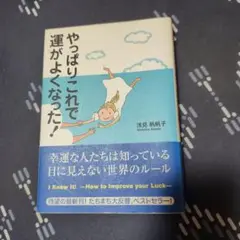 やっぱりこれで
運がよくなった!
浅見 帆帆子
幸運な人たちは知っている
目に見えない世界のルール
I Knew It! —How to Improve your Luck—
待望の最新刊!たちまち大反響、ベストセラー!